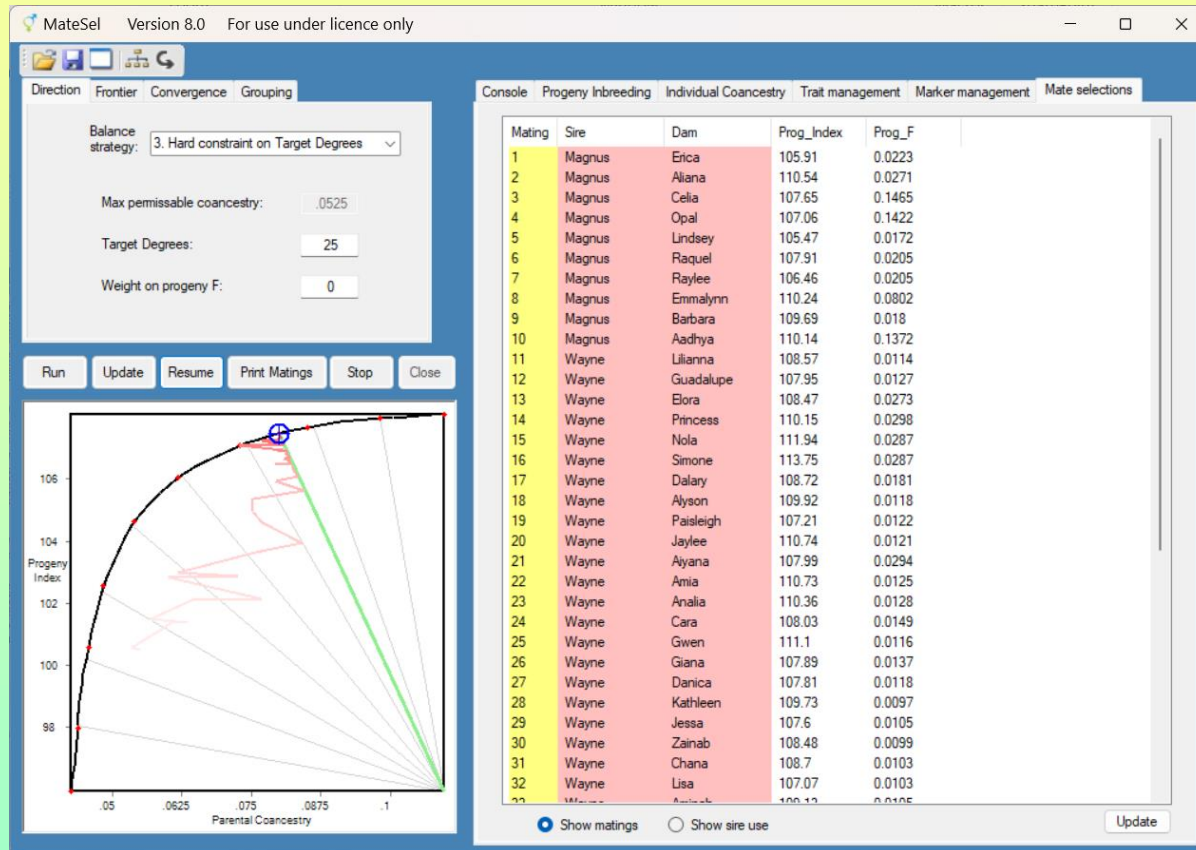 MateSel Version 8.0 For use under licence only
Direction Frontier Convergence Grouping
Balance strategy: 3. Hard constraint on Target Degrees
Max permissable coancestry: .0525
Target Degrees: 25
Weight on progeny F: 0
Run Update Resume Print Matings Stop Close
106
104
Progeny
Index
102
100
98
.05 .0625 .075 .0875 .1
Parental Coancestry
Console Progeny Inbreeding Individual Coancestry Trait management Marker management Mate selections
Mating Sire Dam Prog_Index Prog_F
1 Magnus Erica 105.91 0.0223
2 Magnus Aliana 110.54 0.0271
3 Magnus Celia 107.65 0.1465
4 Magnus Opal 107.06 0.1422
5 Magnus Lindsey 105.47 0.0172
6 Magnus Raquel 107.91 0.0205
7 Magnus Raylee 106.46 0.0205
8 Magnus Emmalynn 110.24 0.0802
9 Magnus Barbara 109.69 0.018
10 Magnus Aadhya 110.14 0.1372
11 Wayne Lilianna 108.57 0.0114
12 Wayne Guadalupe 107.95 0.0127
13 Wayne Elora 108.47 0.0273
14 Wayne Princess 110.15 0.0298
15 Wayne Nola 111.94 0.0287
16 Wayne Simone 113.75 0.0287
17 Wayne Dalary 108.72 0.0181
18 Wayne Alyson 109.92 0.0118
19 Wayne Paisleigh 107.21 0.0122
20 Wayne Jaylee 110.74 0.0121
21 Wayne Aiyana 107.99 0.0294
22 Wayne Amia 110.73 0.0125
23 Wayne Analia 110.36 0.0128
24 Wayne Cara 108.03 0.0149
25 Wayne Gwen 111.1 0.0116
26 Wayne Giana 107.89 0.0137
27 Wayne Danica 107.81 0.0118
28 Wayne Kathleen 109.73 0.0097
29 Wayne Jessa 107.6 0.0105
30 Wayne Zainab 108.48 0.0099
31 Wayne Chana 108.7 0.0103
32 Wayne Lisa 107.07 0.0103
Show matings Show sire use Update